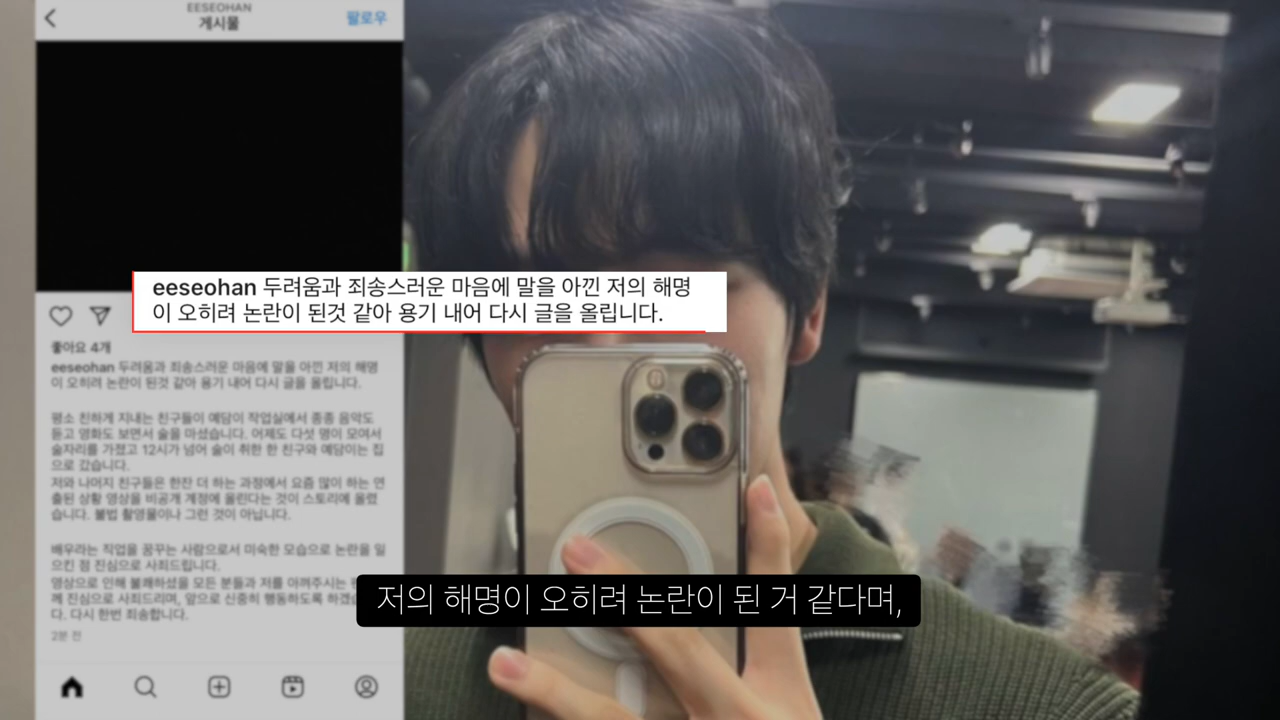 EESEOHAN
게시물
팔로우
eeseohan 두려움과 죄송스러운 마음에 말을 아낀 저의 해명
이 오히려 논란이 된것 같아 용기 내어 다시 글을 올립니다.
좋아요 4개
eeseohan 두려움과 죄송스러운 마음에 말을 아낀 저의 해명
이 오히려 논란이 된것 같아 용기 내어 다시 글을 올립니다.
평소 친하게 지내는 친구들이 예담이 작업실에서 종종 음악도
듣고 영화도 보면서 술을 마셨습니다. 어제도 다섯 명이 모여서
술자리를 가졌고 12시가 넘어 술이 취한 한 친구와 예담이는 집
으로 갔습니다.
저와 나머지 친구들은 한잔 더 하는 과정에서 요즘 많이 하는 연
출된 상황 영상을 비공개 계정에 올린다는 것이 스토리에 올렸
습니다. 불법 촬영물이나 그런 것이 아닙니다.
배우라는 직업을 꿈꾸는 사람으로서 미숙한 모습으로 논란을 일
으킨 점 진심으로 사죄드립니다.
영상으로 인해 불쾌하셨을 모든 분들과 저를 아껴주시는
께 진심으로 사죄드리며, 앞으로 신중히 행동하도록 하겠
다. 다시 한번 죄송합니다.
2분 전
저의 해명이 오히려 논란이 된 거 같다며,